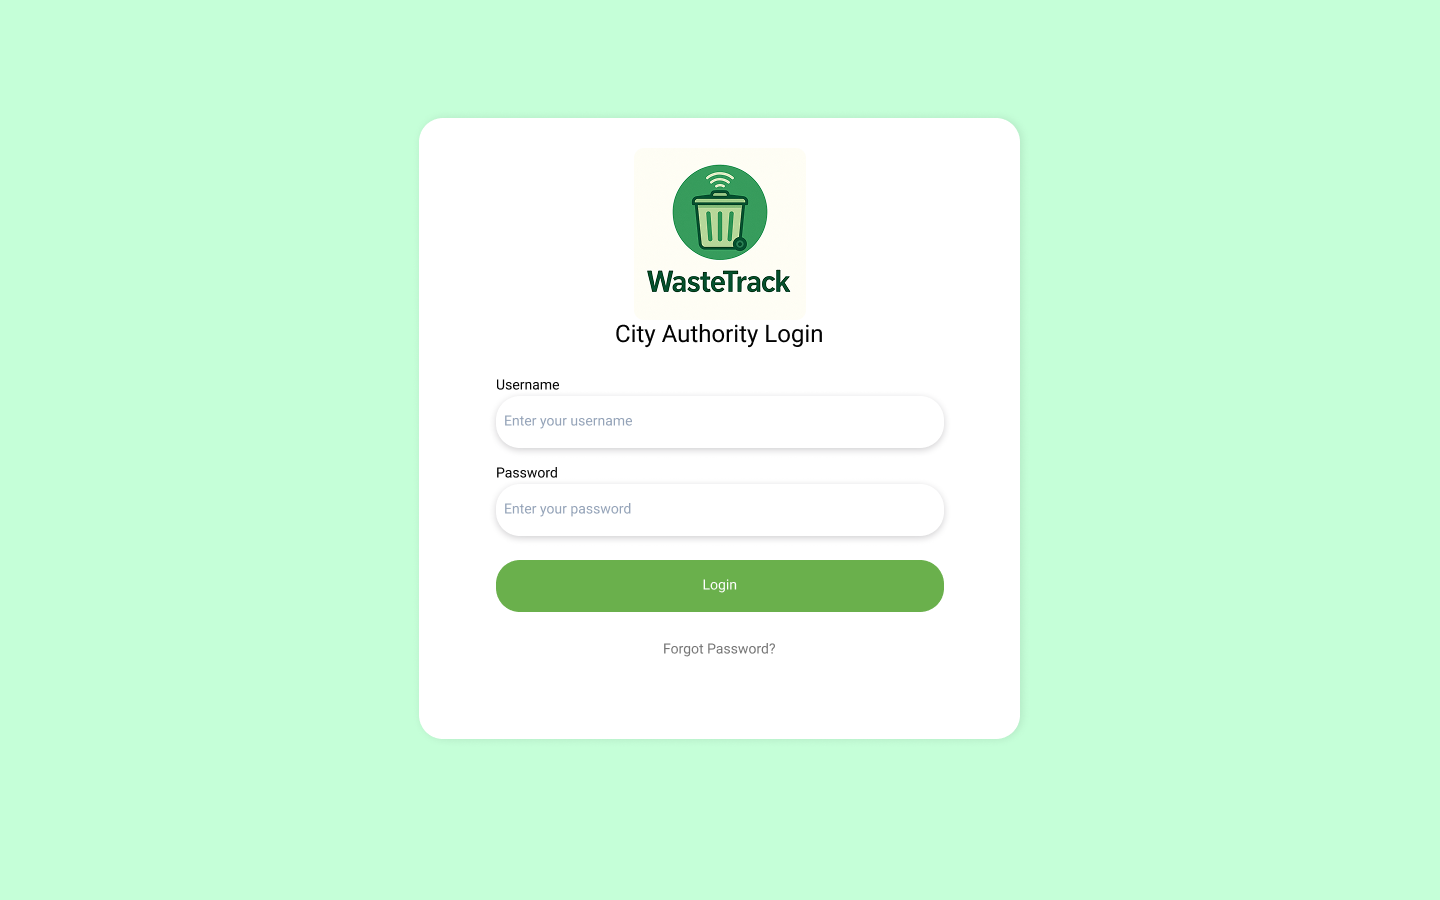 WasteTrack
City Authority Login
Username
Enter your username
Password
Enter your password
Login
Forgot Password?